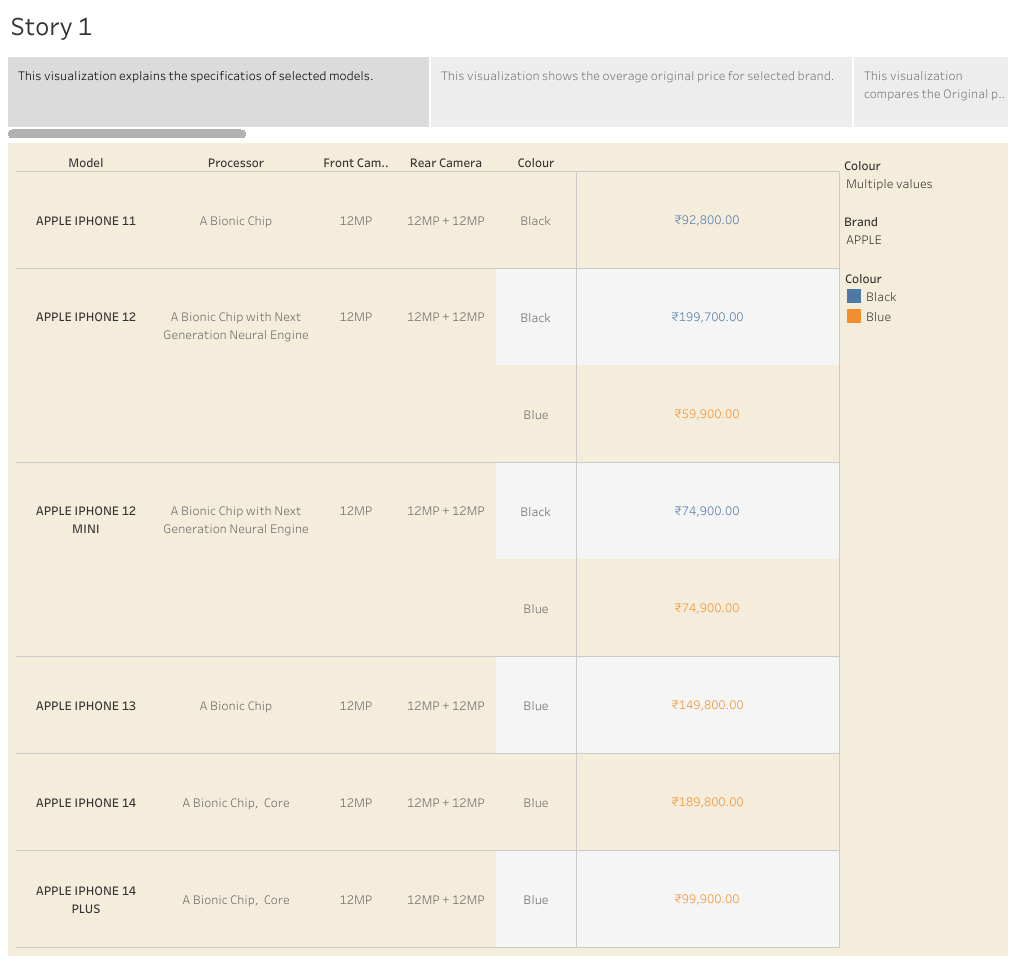 Story 1
This visualization explains the specificatios of selected models.
This visualization shows the overage original price for selected brand.
This visualization
compares the Original p..
Model Processor Front Cam.. Rear Camera Colour
APPLE IPHONE 11 A Bionic Chip 12MP 12MP + 12MP Black ₹92,800.00
APPLE IPHONE 12 A Bionic Chip with Next 12MP 12MP + 12MP Black ₹199,700.00
Generation Neural Engine
Blue ₹59,900.00
APPLE IPHONE 12 A Bionic Chip with Next 12MP 12MP + 12MP Black ₹74,900.00
MINI Generation Neural Engine
Blue ₹74,900.00
APPLE IPHONE 13 A Bionic Chip 12MP 12MP + 12MP Blue ₹149,800.00
APPLE IPHONE 14 A Bionic Chip,  Core 12MP 12MP + 12MP Blue ₹189,800.00
APPLE IPHONE 14 A Bionic Chip,  Core 12MP 12MP + 12MP Blue ₹99,900.00
PLUS
Colour
Multiple values
Brand
APPLE
Colour
Black
Blue